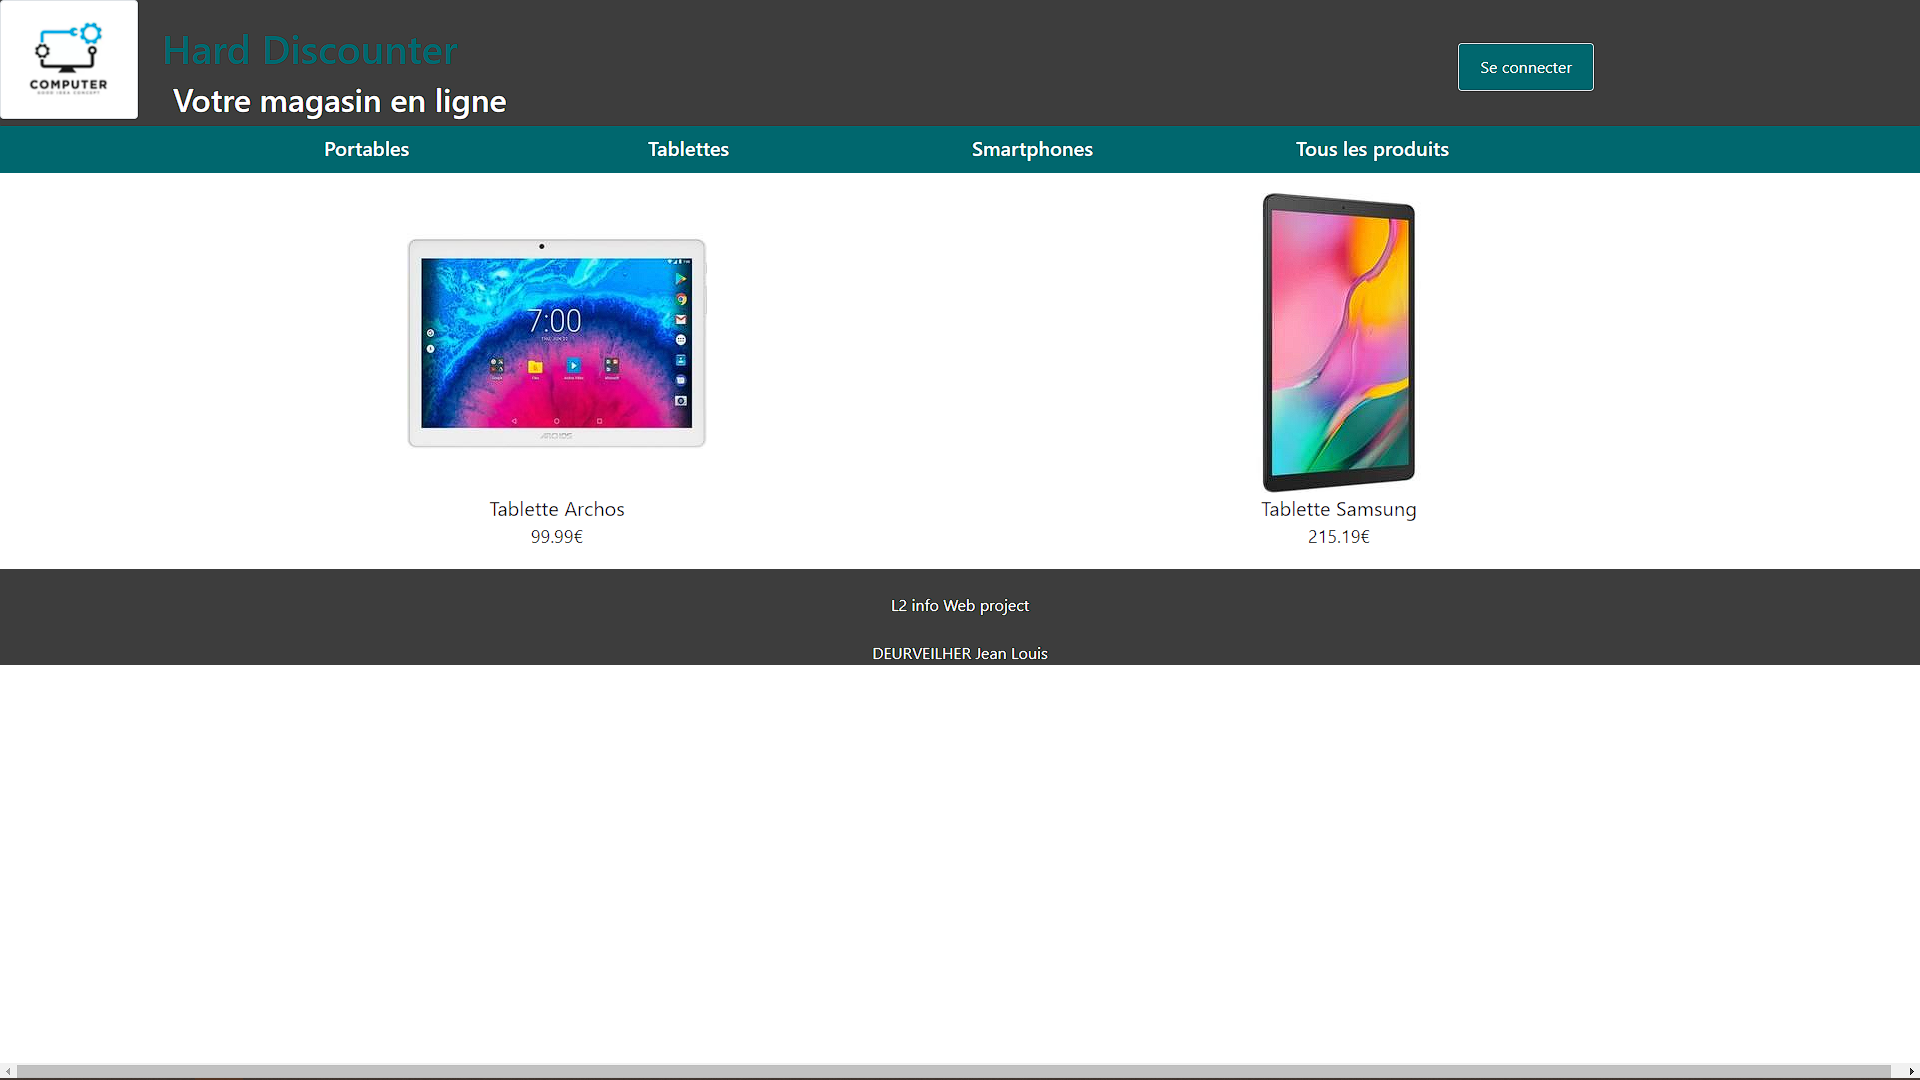 COMPUTER
Hard Discounter
Votre magasin en ligne
Se connecter
Portables
Tablettes
Smartphones
Tous les produits
7:00
ARCHOS
Tablette Archos
99.99€
Tablette Samsung
215.19€
L2 info Web project
DEURVEILHER Jean Louis